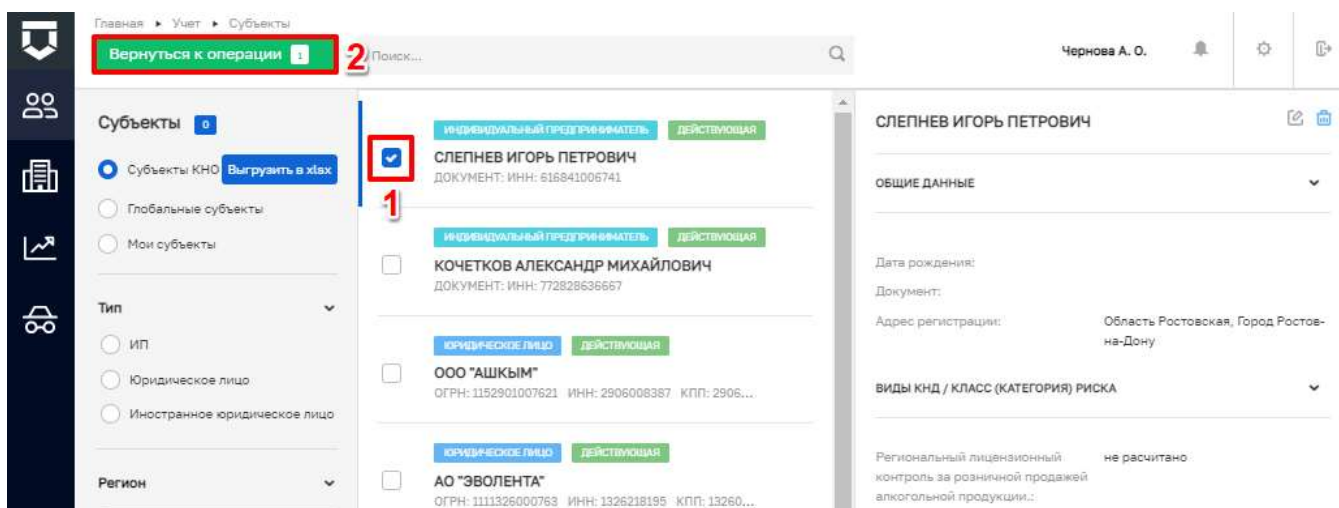 Главная ▸ Учет ▸ Субъекты
Вернуться к операции 1
2
Поиск...
Чернова А. О.
Субъекты 0
Субъекты КНО Выгрузить в xlsx
Глобальные субъекты
Мои субъекты
Тип
ИП
Юридическое лицо
Иностранное юридическое лицо
Регион
ИНДИВИДУАЛЬНЫЙ ПРЕДПРИНИМАТЕЛЬ ДЕЙСТВУЮЩАЯ
СЛЕПНЕВ ИГОРЬ ПЕТРОВИЧ
ДОКУМЕНТ: ИНН: 616841006741
1
ИНДИВИДУАЛЬНЫЙ ПРЕДПРИНИМАТЕЛЬ ДЕЙСТВУЮЩАЯ
КОЧЕТКОВ АЛЕКСАНДР МИХАЙЛОВИЧ
ДОКУМЕНТ: ИНН: 772828636667
ЮРИДИЧЕСКОЕ ЛИЦО ДЕЙСТВУЮЩАЯ
ООО "АШКЫМ"
ОГРН: 1152901007621 ИНН: 2906008387 КПП: 2906...
ЮРИДИЧЕСКОЕ ЛИЦО ДЕЙСТВУЮЩАЯ
АО "ЭВОЛЕНТА"
ОГРН: 1111326000763 ИНН: 1326218195 КПП: 13260...
СЛЕПНЕВ ИГОРЬ ПЕТРОВИЧ
ОБЩИЕ ДАННЫЕ
Дата рождения:
Документ:
Адрес регистрации: Область Ростовская, Город Ростов-
на-Дону
ВИДЫ КНД / КЛАСС (КАТЕГОРИЯ) РИСКА
Региональный лицензионный не расчитано
контроль за розничной продажей
алкогольной продукции.: